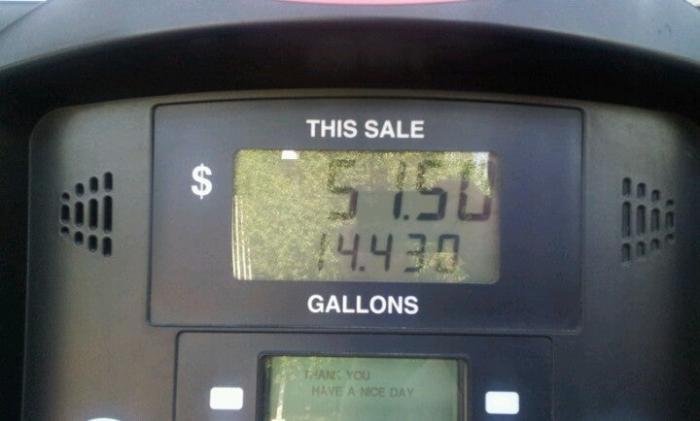 THIS SALE
$ 51.50
14.430
GALLONS
THANK YOU
HAVE A NICE DAY